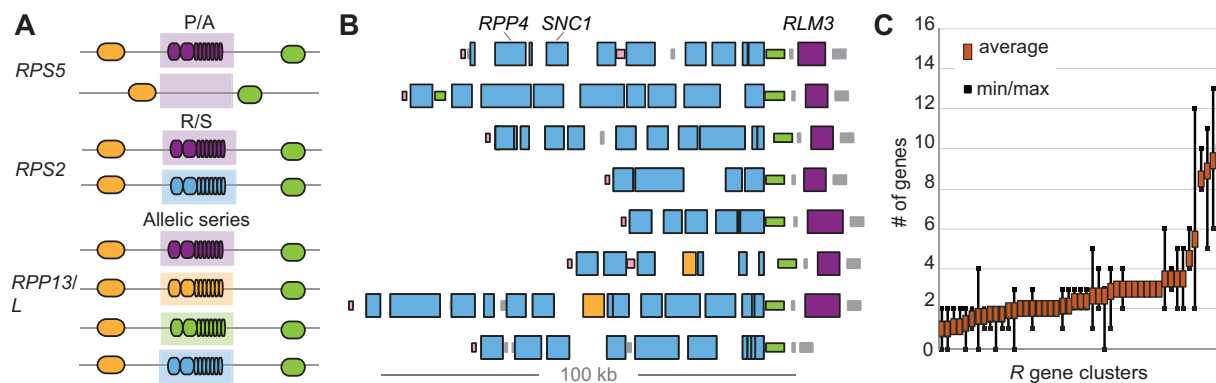 A
P/A
RPS5
R/S
RPS2
Allelic series
RPP13/
L
B
RPP4 SNC1 RLM3
100 kb
C
# of genes
16
14
12
10
8
6
4
2
0
average
min/max
R gene clusters